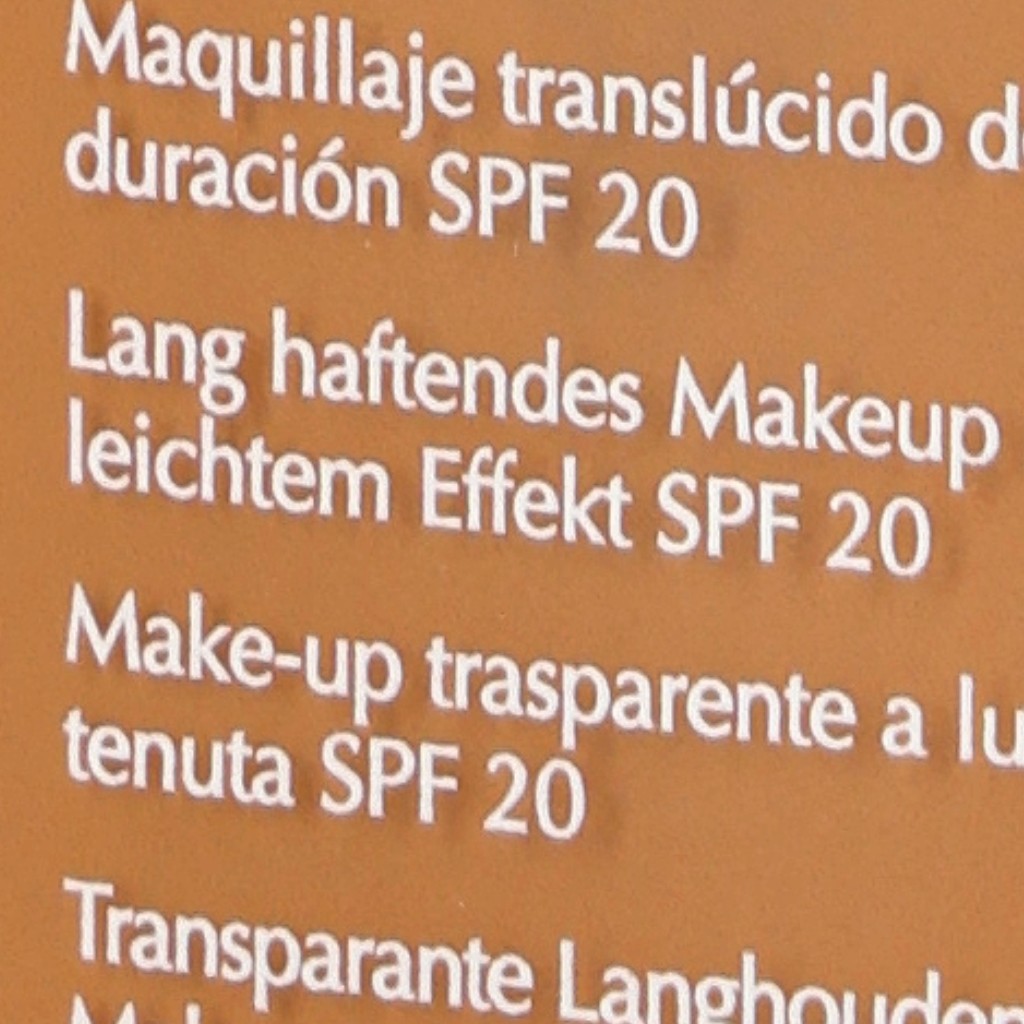 Maquillaje translúcido
duración SPF 20
Lang haftendes Makeup
leichtem Effekt SPF 20
Make-up trasparente a
tenuta SPF 20
Transparante